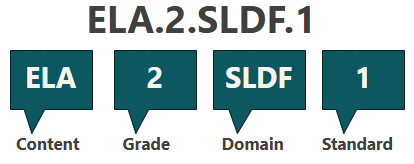 ELA.2.SLDF.1
ELA 2 SLDF 1
Content Grade Domain Standard